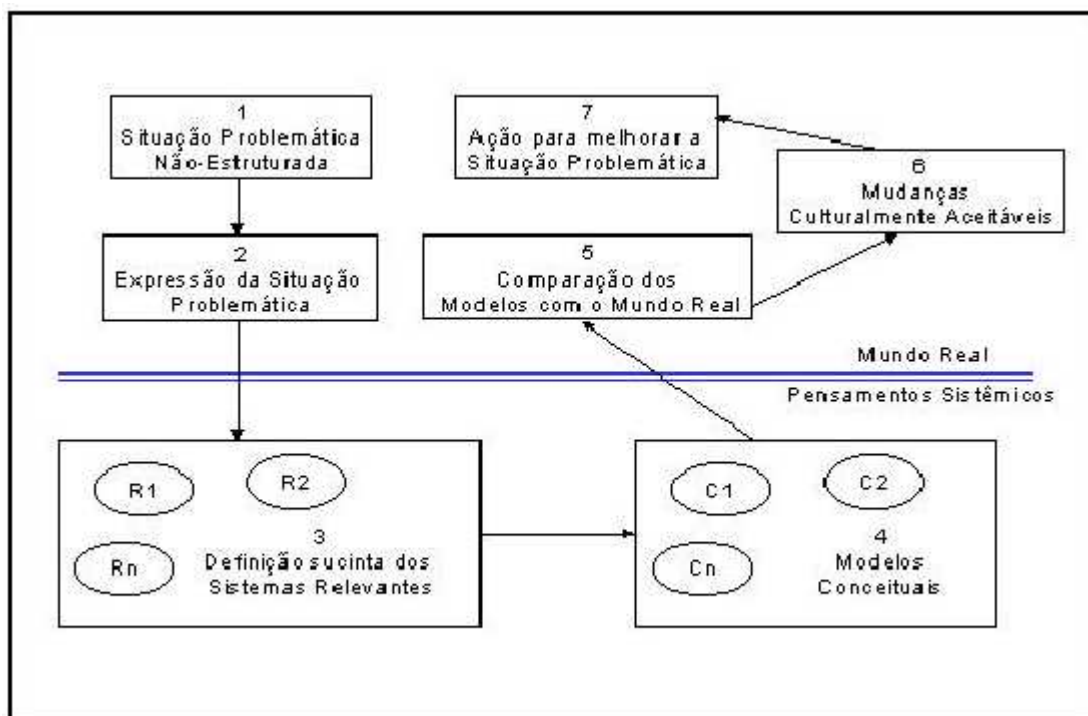 1
Situação Problemática
Não-Estruturada
2
Expressão da Situação
Problemática
7
Ação para melhorar a
Situação Problemática
6
Mudanças
Culturalmente Aceitáveis
5
Comparação dos
Modelos com o Mundo Real
Mundo Real
Pensamentos Sistêmicos
R1
R2
Rn
3
Definição sucinta dos
Sistemas Relevantes
C1
C2
Cn
4
Modelos
Conceituais